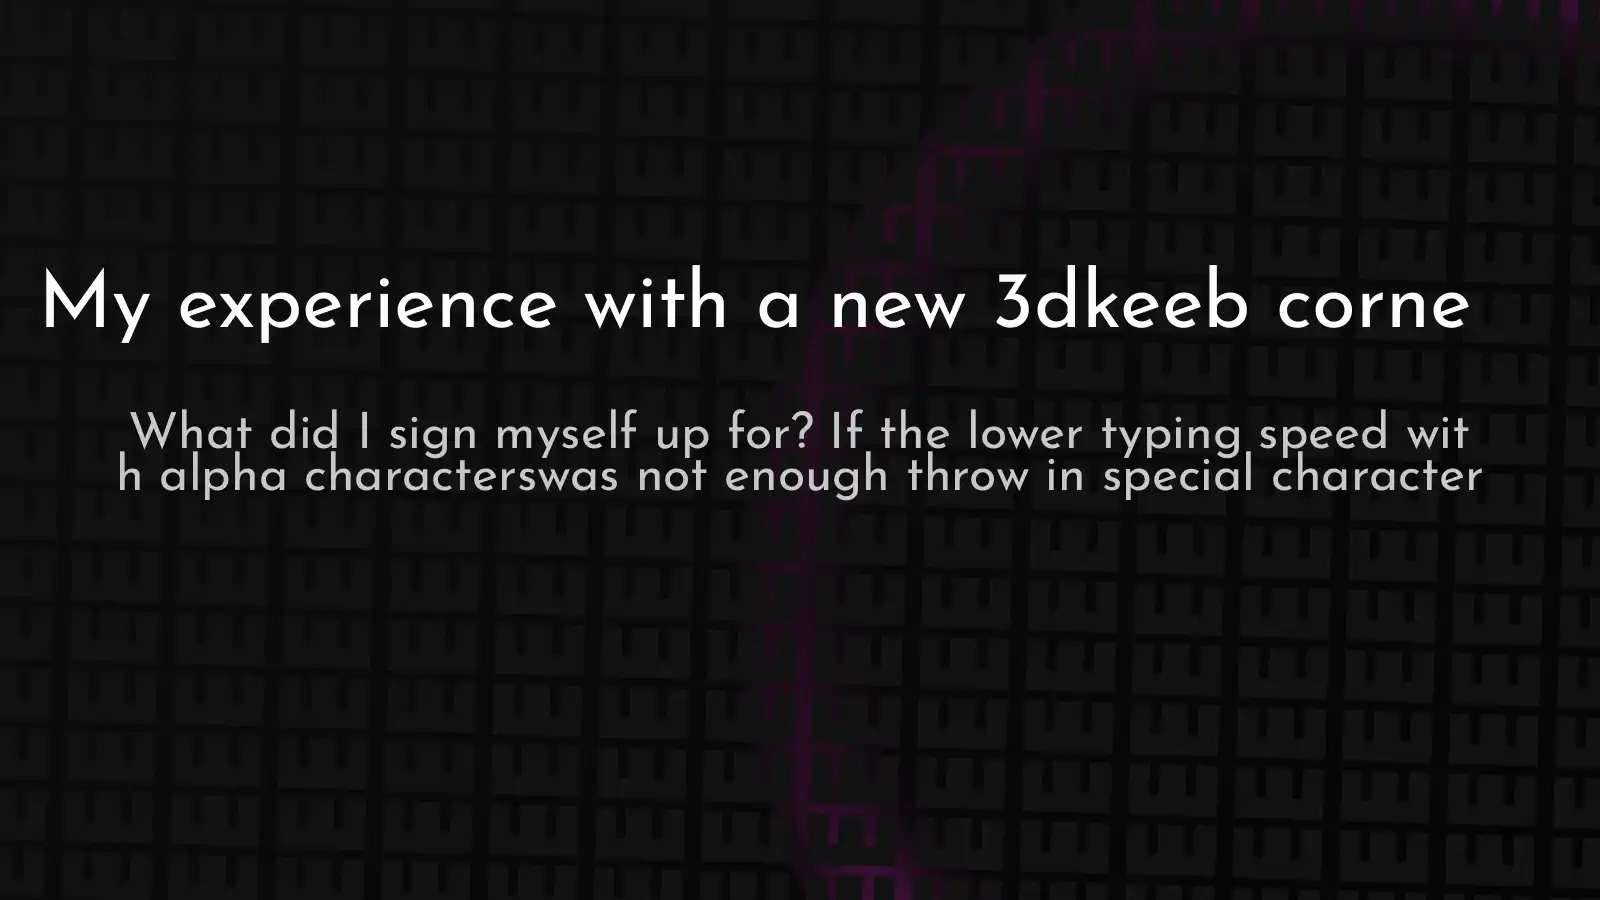 My experience with a new 3dkeeb corne
What did I sign myself up for? If the lower typing speed wit
h alpha characterswas not enough throw in special character